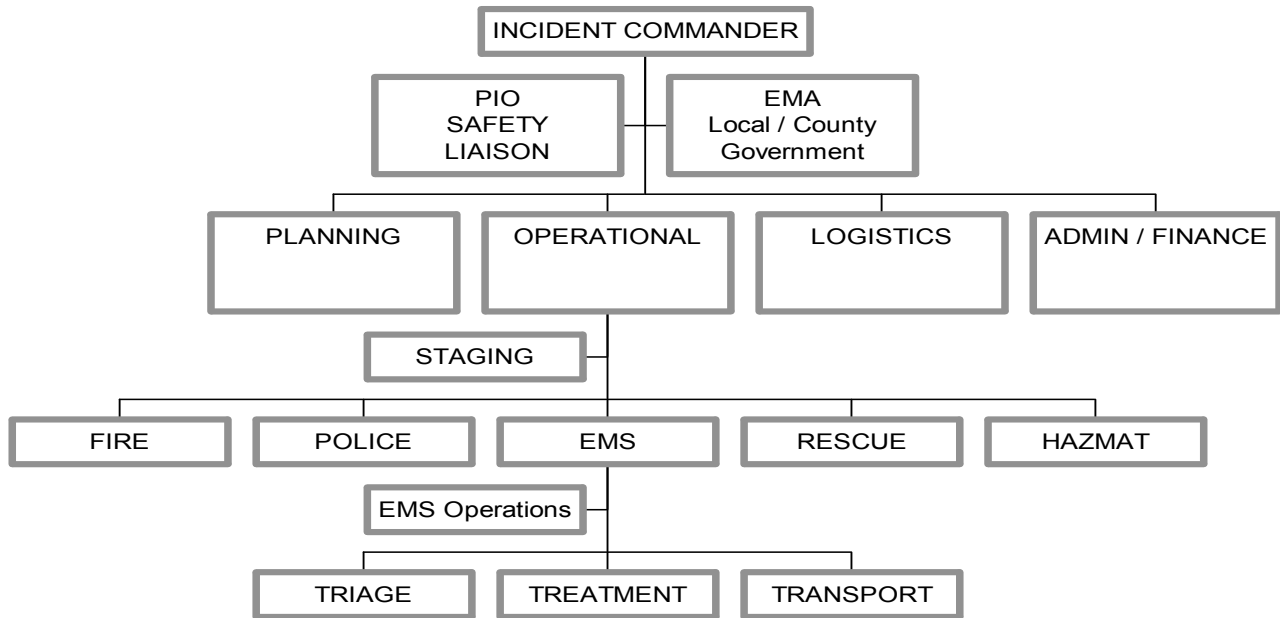 INCIDENT COMMANDER
PIO
SAFETY
LIAISON
EMA
Local / County
Government
PLANNING
OPERATIONAL
LOGISTICS
ADMIN / FINANCE
STAGING
FIRE
POLICE
EMS
RESCUE
HAZMAT
EMS Operations
TRIAGE
TREATMENT
TRANSPORT